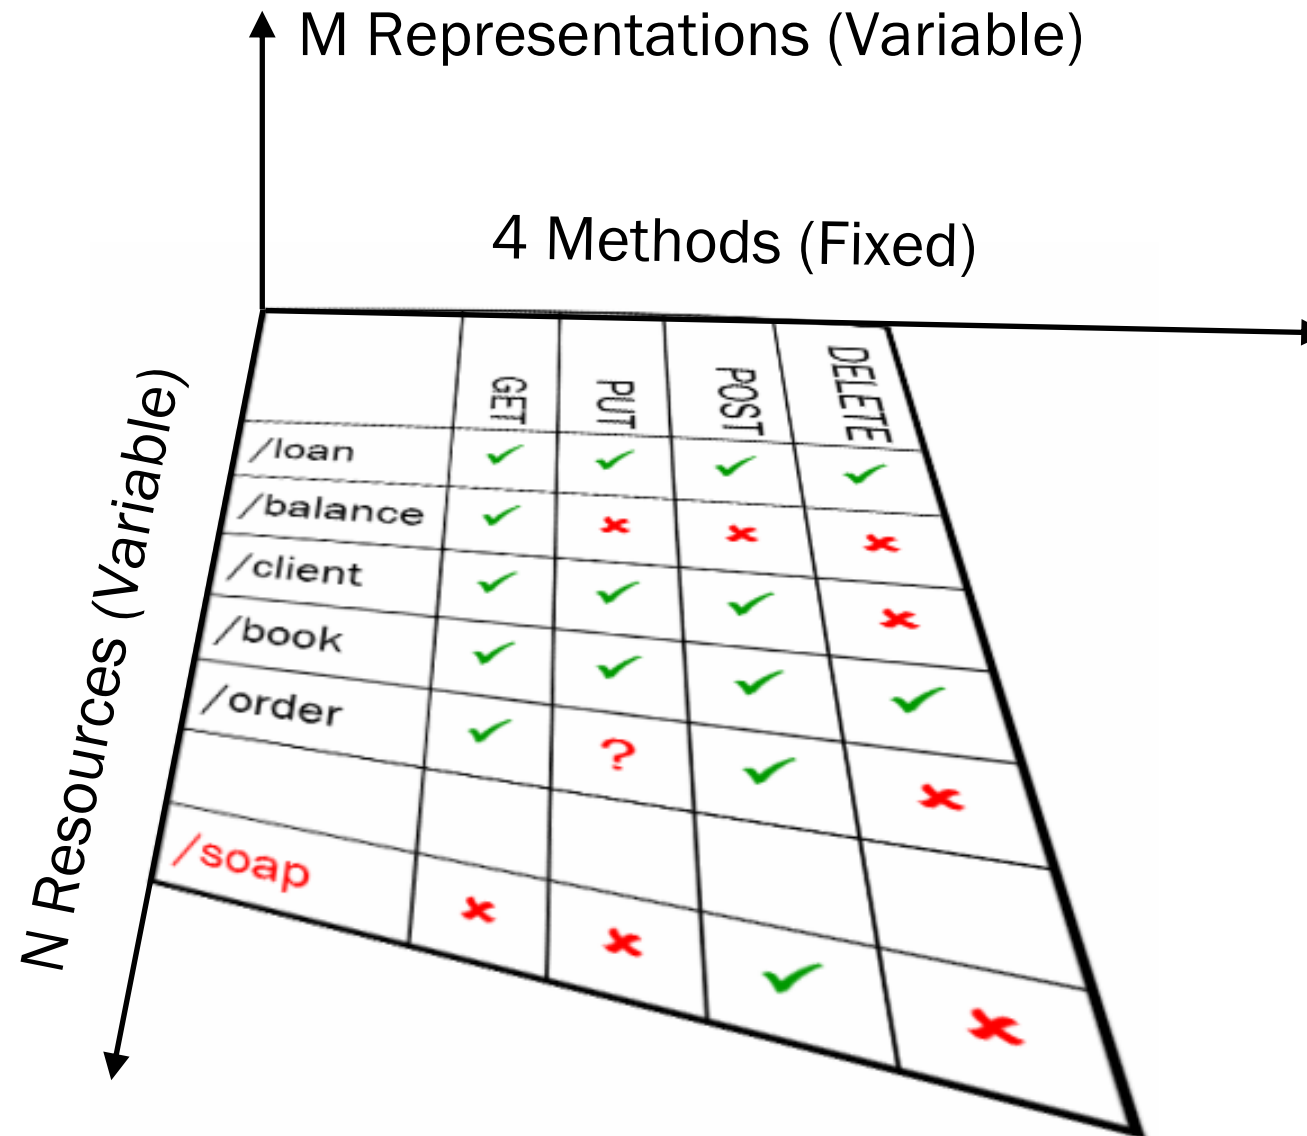 M Representations (Variable)
4 Methods (Fixed)
N Resources (Variable)
GET PUT POST DELETE
/loan ✓ ✓ ✓ ✓
/balance ✓ ✗ ✗ ✗
/client ✓ ✓ ✓ ✗
/book ✓ ✓ ✓ ✓
/order ✓ ? ✓ ✗
/soap ✗ ✗ ✓ ✗